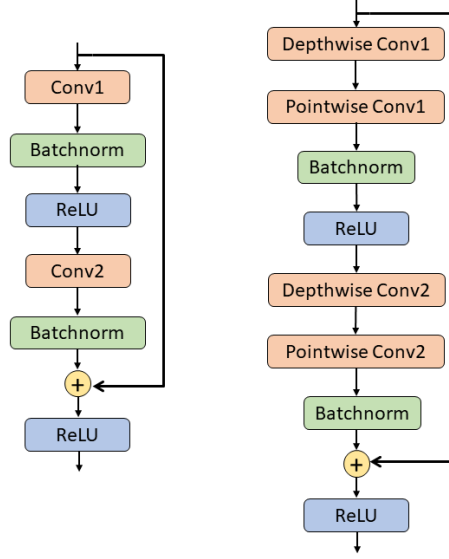 Conv1
Batchnorm
ReLU
Conv2
Batchnorm
+
ReLU
Depthwise Conv1
Pointwise Conv1
Batchnorm
ReLU
Depthwise Conv2
Pointwise Conv2
Batchnorm
+
ReLU